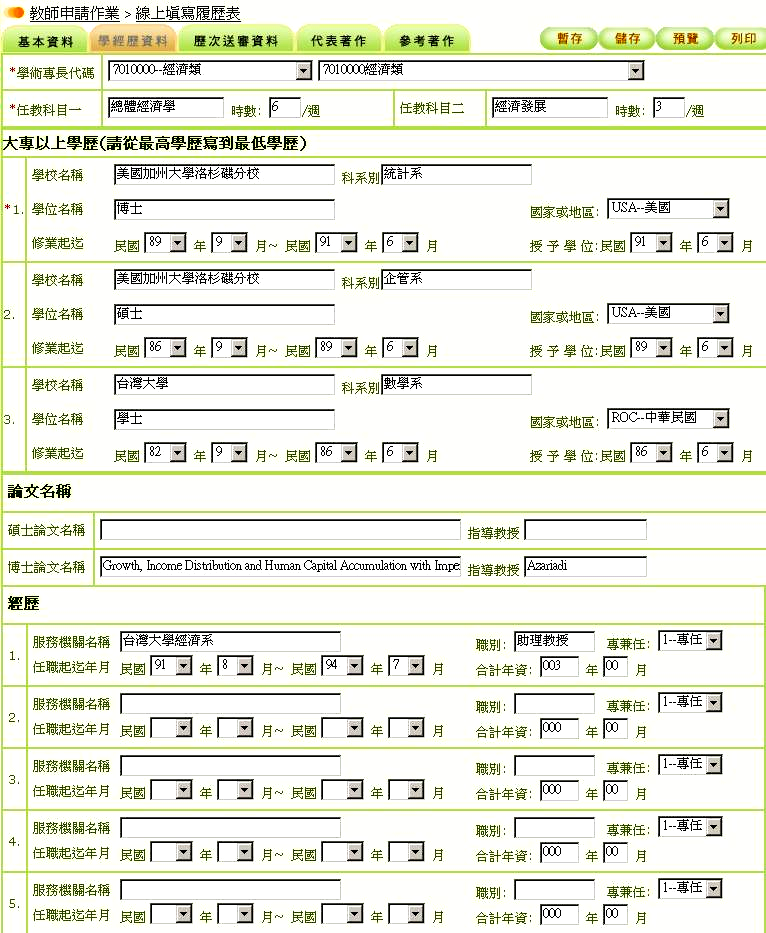 教師申請作業 > 線上填寫履歷表
基本資料 學經歷資料 歷次送審資料 代表著作 參考著作 暫存 儲存 預覽 列印
*學術專長代碼 7010000--經濟類 7010000經濟類
*任教科目一 總體經濟學 時數: 6 /週 任教科目二 經濟發展 時數: 3 /週
大專以上學歷(請從最高學歷寫到最低學歷)
學校名稱 美國加州大學洛杉磯分校 科系別 統計系
*1. 學位名稱 博士 國家或地區: USA--美國
修業起迄 民國 89 年 9 月~ 民國 91 年 6 月 授予學位:民國 91 年 6 月
學校名稱 美國加州大學洛杉磯分校 科系別 企管系
2. 學位名稱 碩士 國家或地區: USA--美國
修業起迄 民國 86 年 9 月~ 民國 89 年 6 月 授予學位:民國 89 年 6 月
學校名稱 台灣大學 科系別 數學系
3. 學位名稱 學士 國家或地區: ROC--中華民國
修業起迄 民國 82 年 9 月~ 民國 86 年 6 月 授予學位:民國 86 年 6 月
論文名稱
碩士論文名稱 指導教授
博士論文名稱 Growth, Income Distribution and Human Capital Accumulation with Impe 指導教授 Azariadi
經歷
1. 服務機關名稱 台灣大學經濟系 職別: 助理教授 專兼任: 1--專任
任職起迄年月 民國 91 年 8 月~ 民國 94 年 7 月 合計年資: 003 年 00 月
2. 服務機關名稱 職別: 專兼任: 1--專任
任職起迄年月 民國 年 月~ 民國 年 月 合計年資: 000 年 00 月
3. 服務機關名稱 職別: 專兼任: 1--專任
任職起迄年月 民國 年 月~ 民國 年 月 合計年資: 000 年 00 月
4. 服務機關名稱 職別: 專兼任: 1--專任
任職起迄年月 民國 年 月~ 民國 年 月 合計年資: 000 年 00 月
5. 服務機關名稱 職別: 專兼任: 1--專任
任職起迄年月 民國 年 月~ 民國 年 月 合計年資: 000 年 00 月